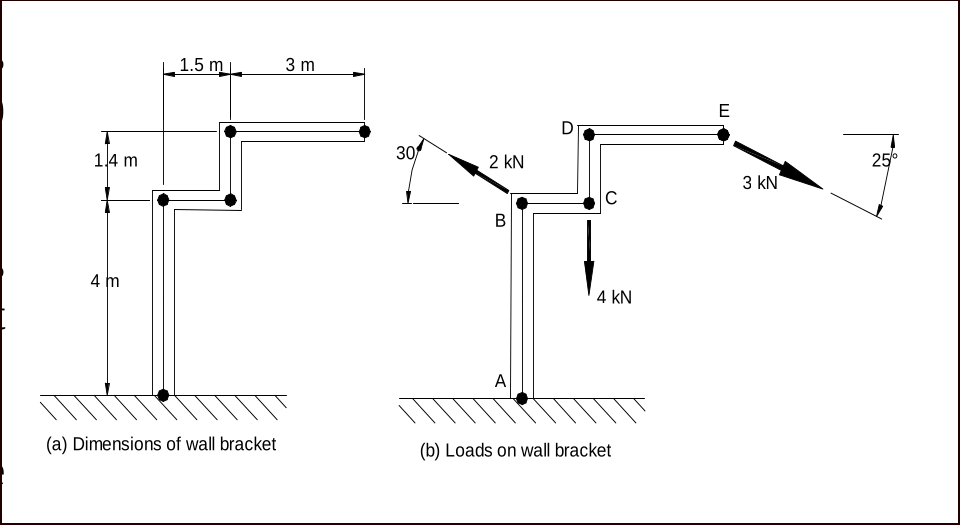 1.5 m
3 m
1.4 m
4 m
(a) Dimensions of wall bracket
E
D
30
2 kN
25°
3 kN
C
B
4 kN
A
(b) Loads on wall bracket